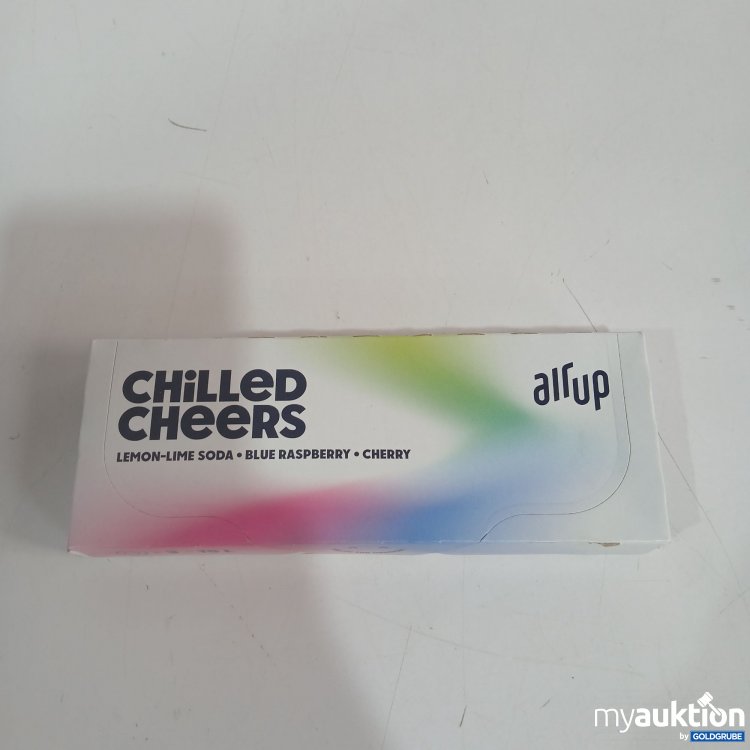 CHiLLeD
CHeeRS
LEMON-LIME SODA • BLUE RASPBERRY • CHERRY
air up
myauktion
by GOLDGRUBE